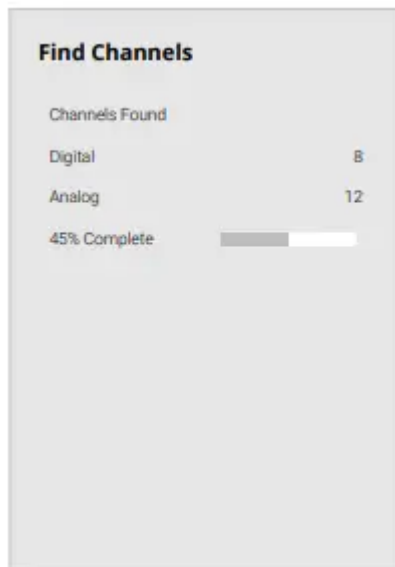 Find Channels
Channels Found
Digital 8
Analog 12
45% Complete